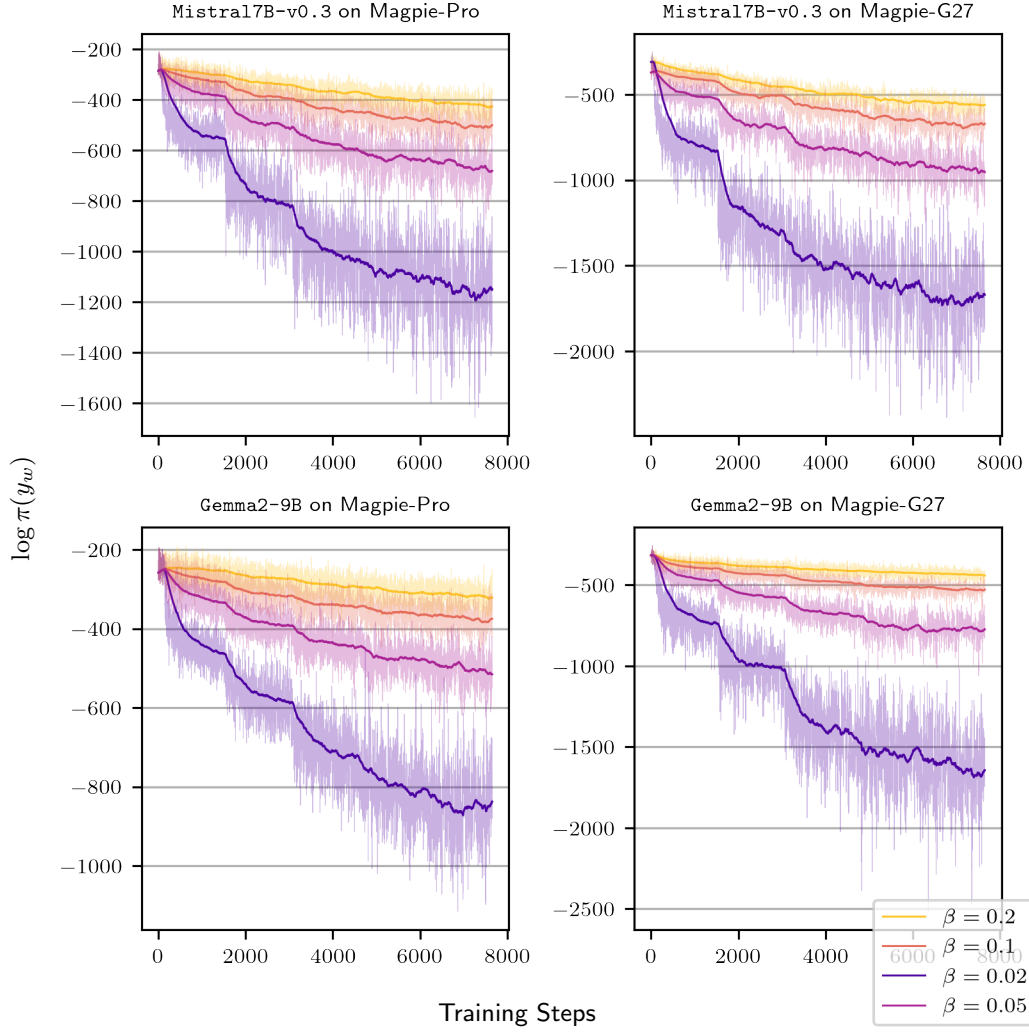 Mistral7B-v0.3 on Magpie-Pro
−200
−400
−600
−800
−1000
−1200
−1400
−1600
0 2000 4000 6000 8000
Mistral7B-v0.3 on Magpie-G27
−500
−1000
−1500
−2000
0 2000 4000 6000 8000
log π(y_w)
Gemma2-9B on Magpie-Pro
−200
−400
−600
−800
−1000
0 2000 4000 6000 8000
Gemma2-9B on Magpie-G27
−500
−1000
−1500
−2000
−2500
0 2000 4000 6000 8000
β = 0.2
β = 0.1
β = 0.02
β = 0.05
Training Steps